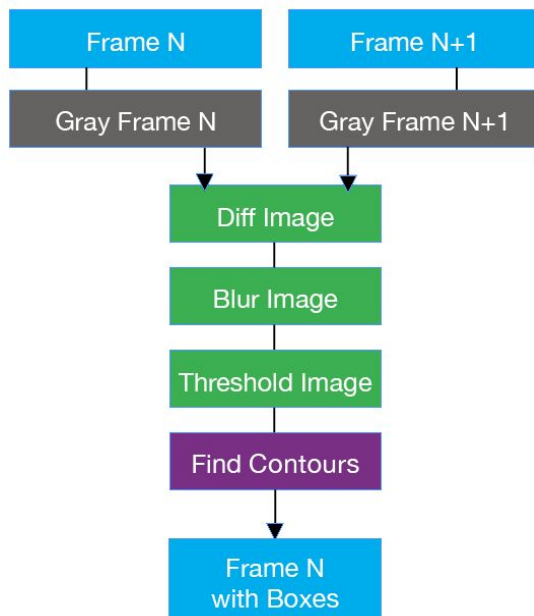 Frame N
Frame N+1
Gray Frame N
Gray Frame N+1
Diff Image
Blur Image
Threshold Image
Find Contours
Frame N
with Boxes